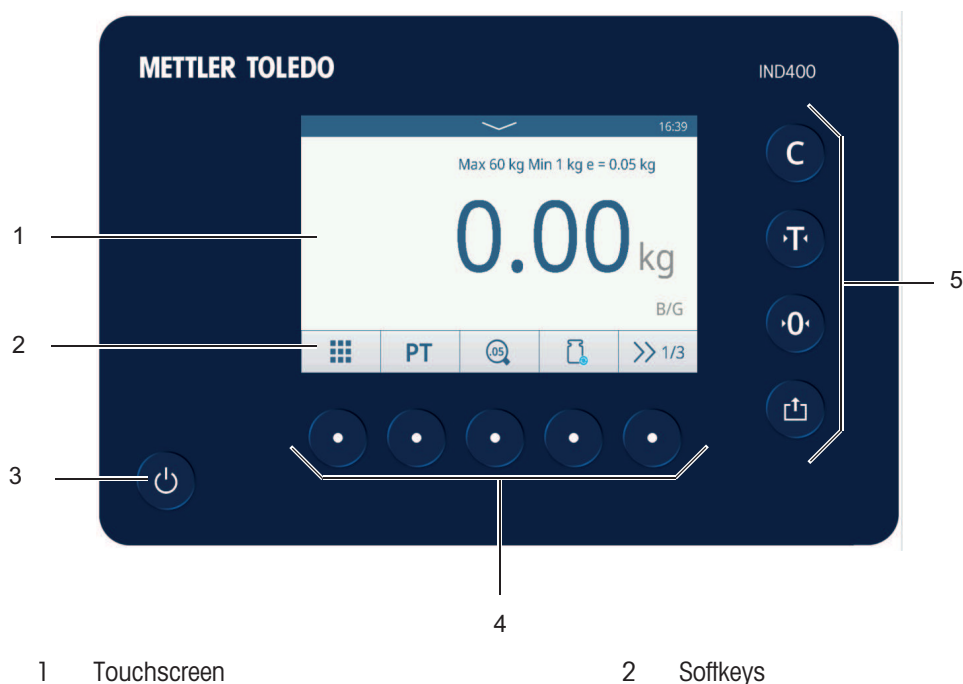 METTLER TOLEDO
IND400
16:39
Max 60 kg Min 1 kg e = 0.05 kg
0.00 kg
B/G
PT .05 >> 1/3
C
T
0
1
2
3
4
5
1 Touchscreen 2 Softkeys